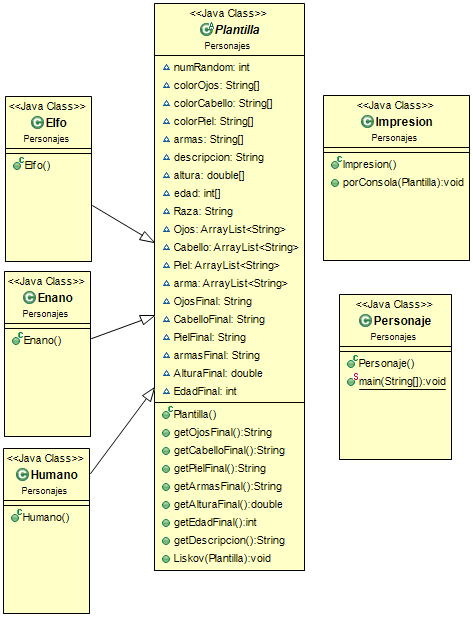 <<Java Class>>
Elfo
Personajes
Elfo()
<<Java Class>>
Enano
Personajes
Enano()
<<Java Class>>
Humano
Personajes
Humano()
<<Java Class>>
Plantilla
Personajes
numRandom: int
colorOjos: String[]
colorCabello: String[]
colorPiel: String[]
armas: String[]
descripcion: String
altura: double[]
edad: int[]
Raza: String
Ojos: ArrayList<String>
Cabello: ArrayList<String>
Piel: ArrayList<String>
arma: ArrayList<String>
OjosFinal: String
CabelloFinal: String
PielFinal: String
armasFinal: String
AlturaFinal: double
EdadFinal: int
Plantilla()
getOjosFinal():String
getCabelloFinal():String
getPielFinal():String
getArmasFinal():String
getAlturaFinal():double
getEdadFinal():int
getDescripcion():String
Liskov(Plantilla):void
<<Java Class>>
Impresion
Personajes
Impresion()
porConsola(Plantilla):void
<<Java Class>>
Personaje
Personajes
Personaje()
main(String[]):void